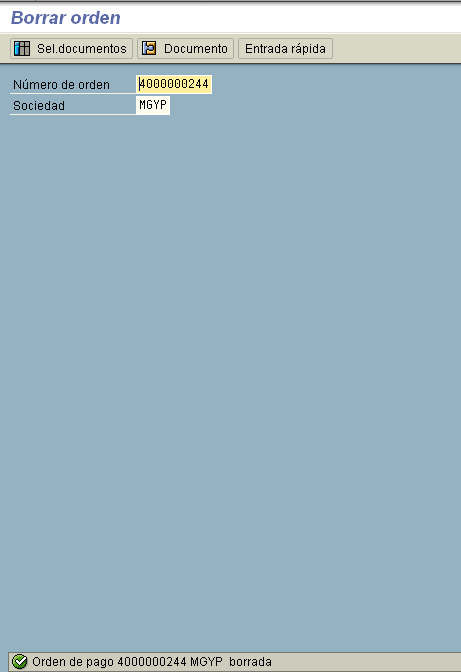 Borrar orden
Sel.documentos Documento Entrada rápida
Número de orden 4000000244
Sociedad MGYP
Orden de pago 4000000244 MGYP borrada